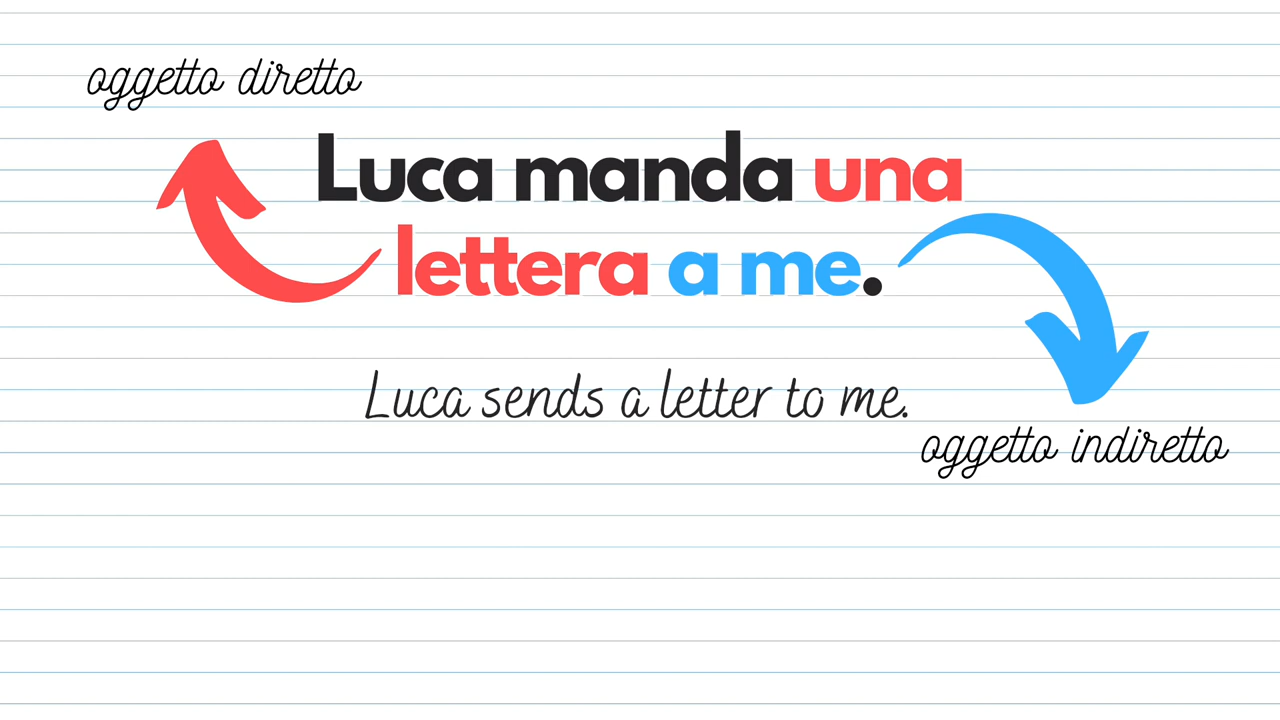 oggetto diretto
Luca manda una
lettera a me.
Luca sends a letter to me.
oggetto indiretto